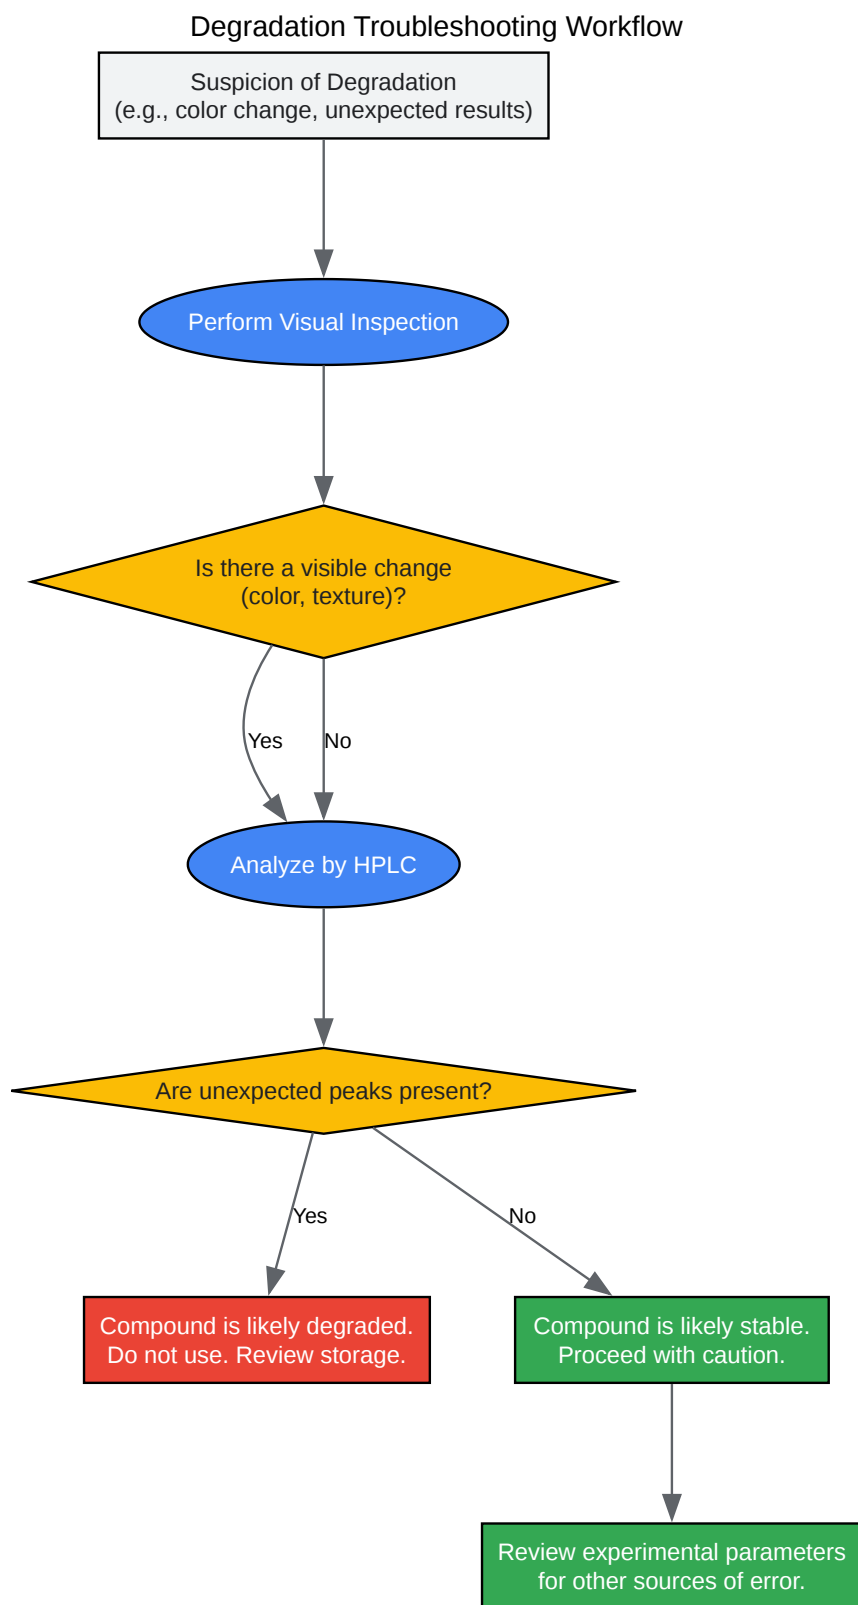 Degradation Troubleshooting Workflow
Suspicion of Degradation
(e.g., color change, unexpected results)
Perform Visual Inspection
Is there a visible change
(color, texture)?
Yes
No
Analyze by HPLC
Are unexpected peaks present?
Yes
No
Compound is likely degraded.
Do not use. Review storage.
Compound is likely stable.
Proceed with caution.
Review experimental parameters
for other sources of error.